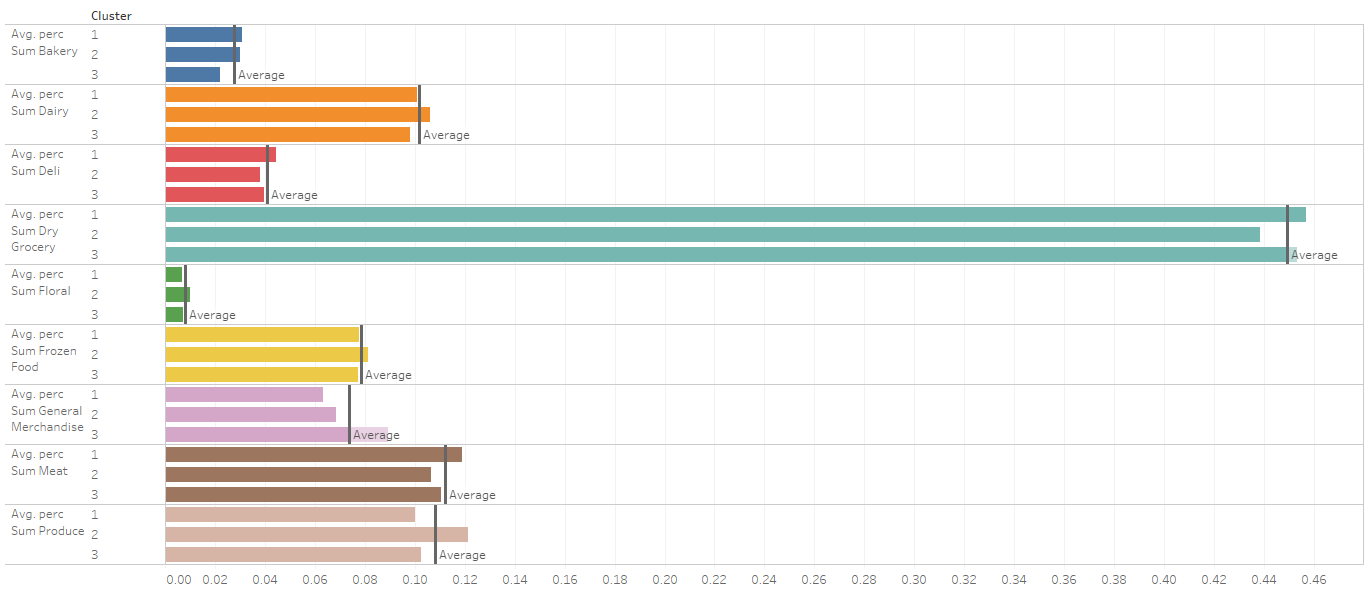 Cluster
Avg. perc 1
Sum Bakery 2
3 Average
Avg. perc 1
Sum Dairy 2
3 Average
Avg. perc 1
Sum Deli 2
3 Average
Avg. perc 1
Sum Dry 2
Grocery 3 Average
Avg. perc 1
Sum Floral 2
3 Average
Avg. perc 1
Sum Frozen 2
Food 3 Average
Avg. perc 1
Sum General 2
Merchandise 3 Average
Avg. perc 1
Sum Meat 2
3 Average
Avg. perc 1
Sum Produce 2
3 Average
0.00 0.02 0.04 0.06 0.08 0.10 0.12 0.14 0.16 0.18 0.20 0.22 0.24 0.26 0.28 0.30 0.32 0.34 0.36 0.38 0.40 0.42 0.44 0.46